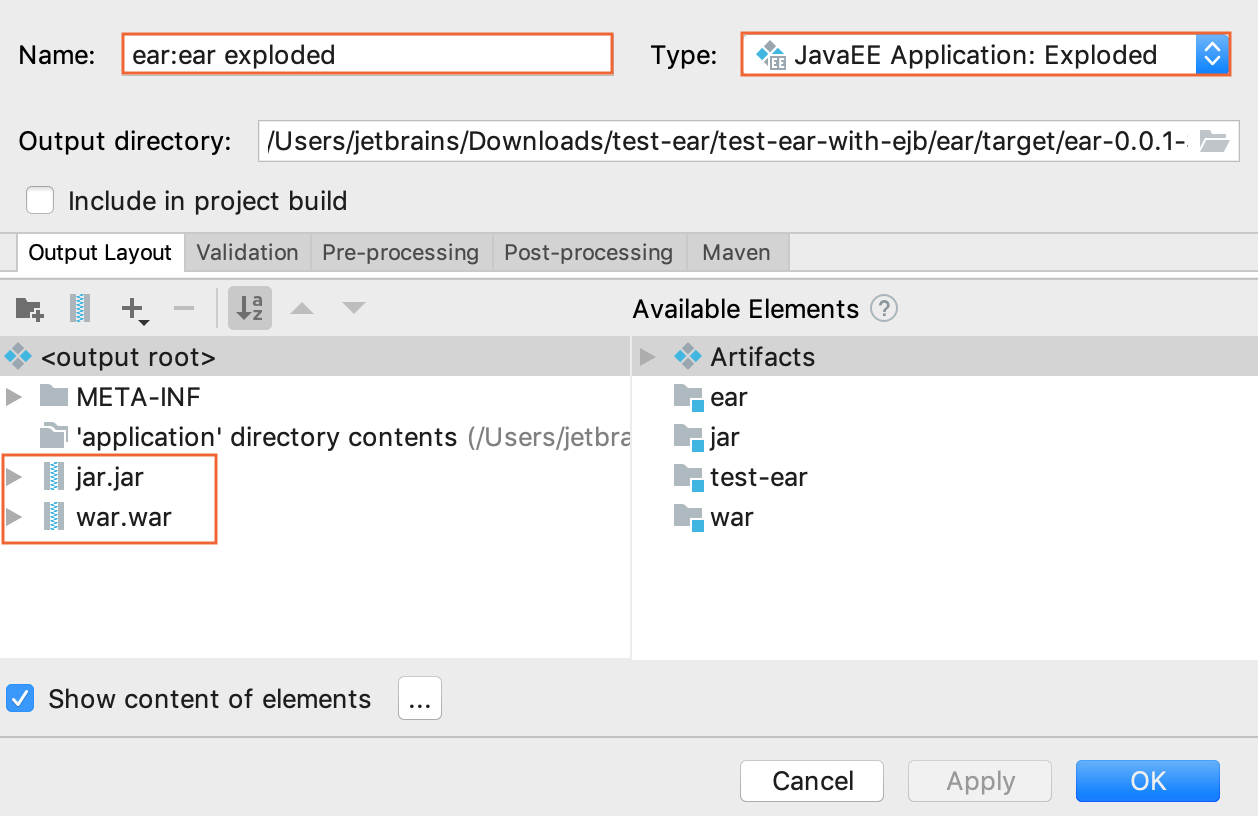 Name: ear:ear exploded Type: EE JavaEE Application: Exploded
Output directory: /Users/jetbrains/Downloads/test-ear/test-ear-with-ejb/ear/target/ear-0.0.1-
Include in project build
Output Layout Validation Pre-processing Post-processing Maven
a z Available Elements ?
<output root> Artifacts
META-INF ear
'application' directory contents (/Users/jetbra jar
jar.jar test-ear
war.war war
Show content of elements ...
Cancel Apply OK